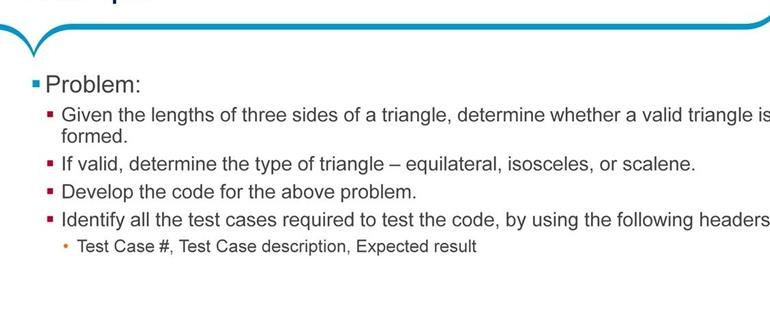 Problem:
Given the lengths of three sides of a triangle, determine whether a valid triangle is
formed.
If valid, determine the type of triangle – equilateral, isosceles, or scalene.
Develop the code for the above problem.
Identify all the test cases required to test the code, by using the following headers
Test Case #, Test Case description, Expected result